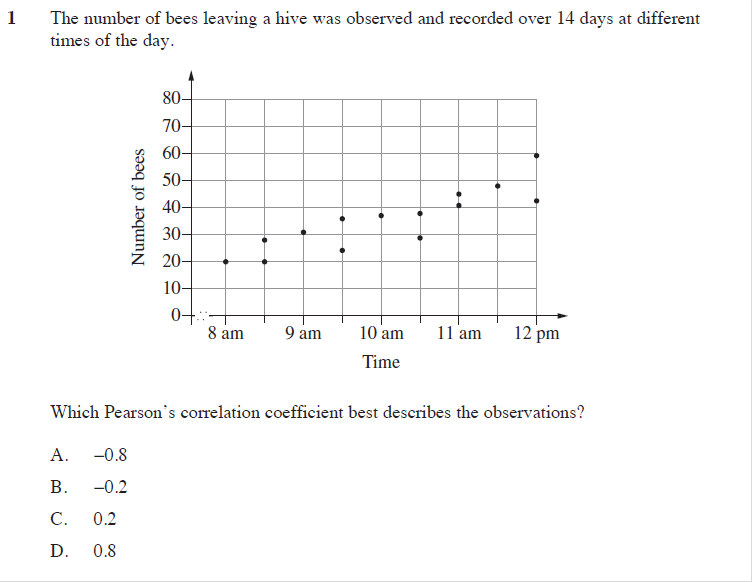 1 The number of bees leaving a hive was observed and recorded over 14 days at different
times of the day.
80
70
60
50
40
30
20
10
0
Number of bees
8 am 9 am 10 am 11 am 12 pm
Time
Which Pearson's correlation coefficient best describes the observations?
A. −0.8
B. −0.2
C. 0.2
D. 0.8